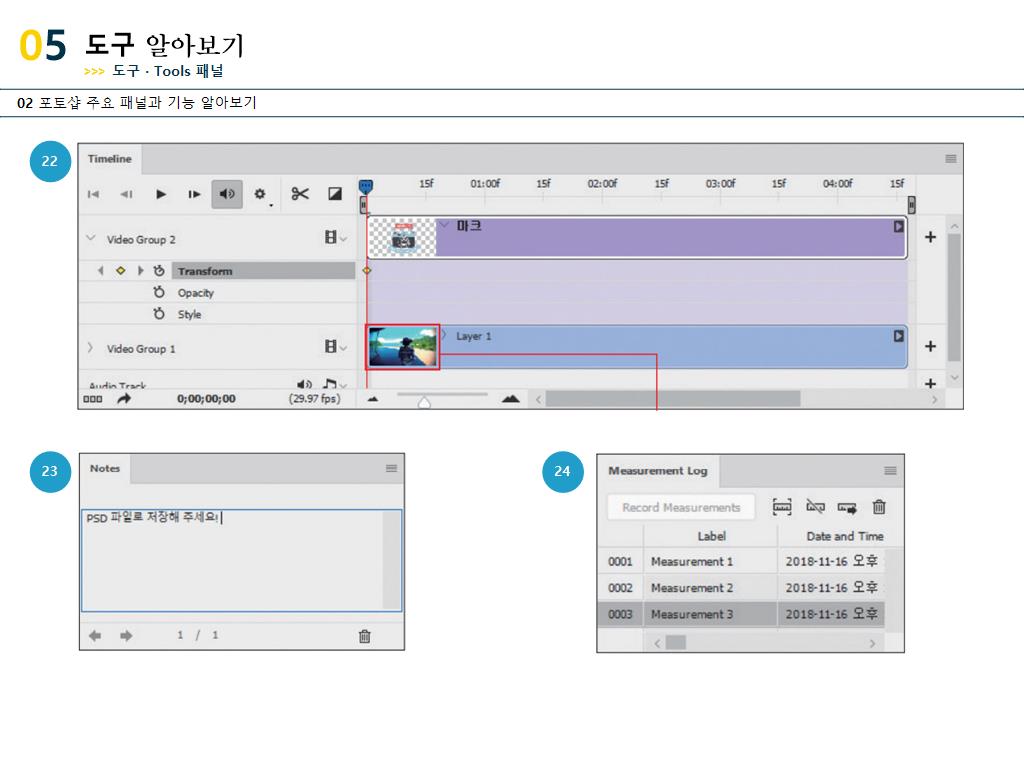 05 도구 알아보기
>>> 도구 · Tools 패널
02 포토샵 주요 패널과 기능 알아보기
22
Timeline
15f 01:00f 15f 02:00f 15f 03:00f 15f 04:00f 15f
Video Group 2
마크
Transform
Opacity
Style
Video Group 1
Layer 1
Audio Track
0;00;00;00 (29.97 fps)
23
Notes
PSD 파일로 저장해 주세요!
1 / 1
24
Measurement Log
Record Measurements
Label Date and Time
0001 Measurement 1 2018-11-16 오후
0002 Measurement 2 2018-11-16 오후
0003 Measurement 3 2018-11-16 오후